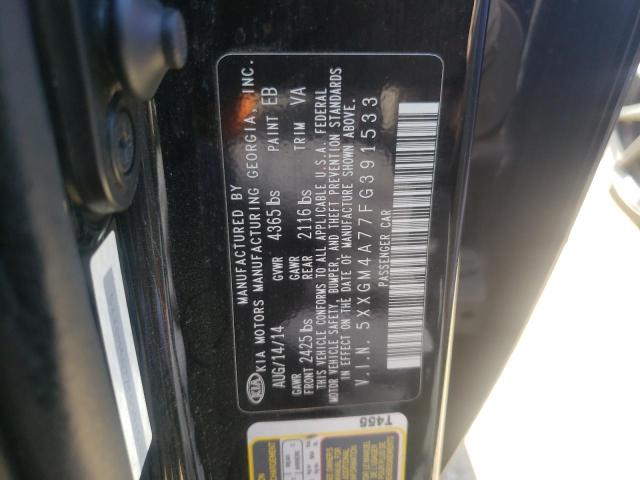 MANUFACTURED BY
KIA KIA MOTORS MANUFACTURING GEORGIA, INC.
AUG/14/14 GVWR 4365 lbs PAINT EB
GAWR FRONT 2425 lbs GAWR REAR 2116 lbs TRIM VA
THIS VEHICLE CONFORMS TO ALL APPLICABLE U.S.A. FEDERAL
MOTOR VEHICLE SAFETY, BUMPER, AND THEFT PREVENTION STANDARDS
IN EFFECT ON THE DATE OF MANUFACTURE SHOWN ABOVE.
V.I.N. 5XXGM4A77FG391533
PASSENGER CAR
T455